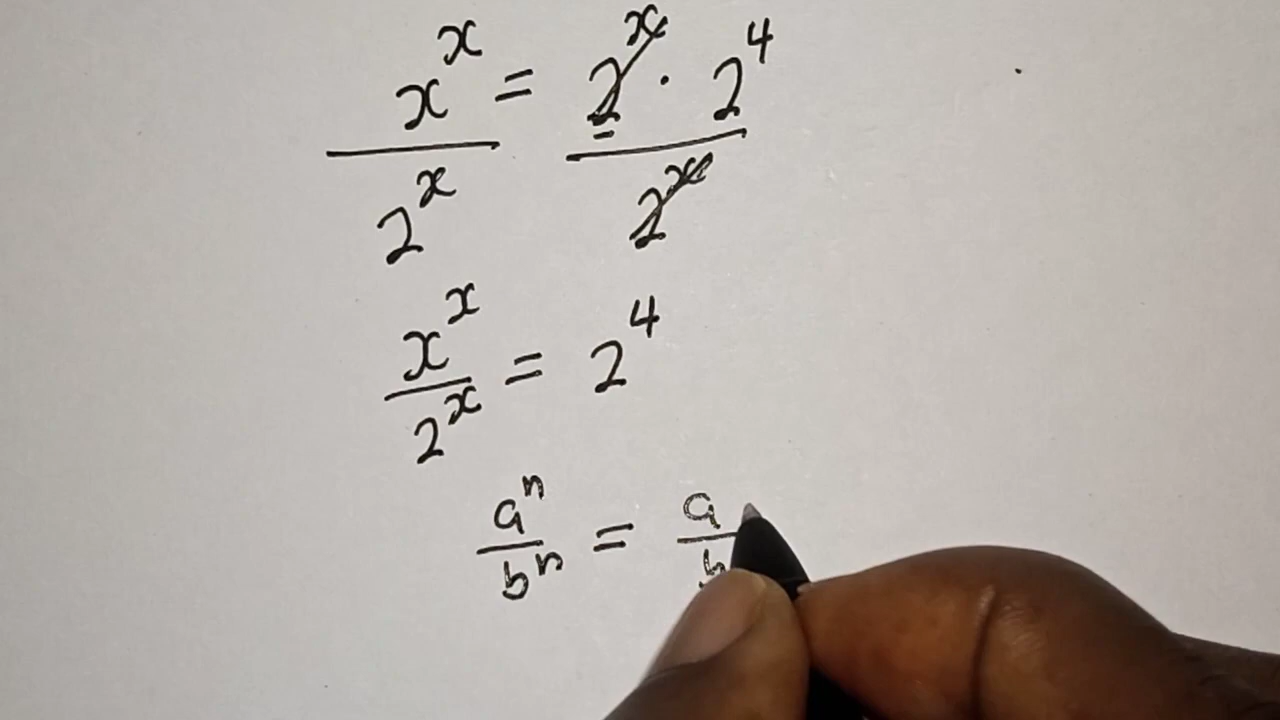 x^x / 2^x = 2^x · 2^4 / 2^x
x^x / 2^x = 2^4
a^n / b^n = a / b